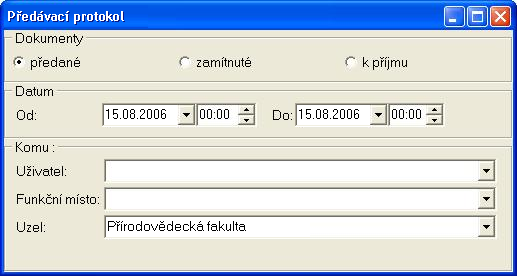 Předávací protokol
Dokumenty
předané zamítnuté k příjmu
Datum
Od: 15.08.2006 00:00 Do: 15.08.2006 00:00
Komu :
Uživatel:
Funkční místo:
Uzel: Přírodovědecká fakulta